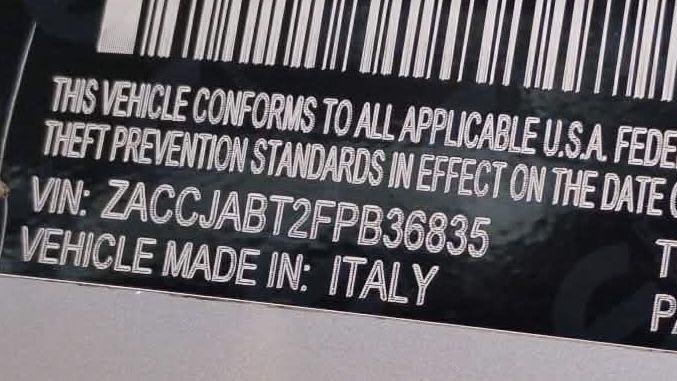 THIS VEHICLE CONFORMS TO ALL APPLICABLE U.S.A. FEDE
THEFT PREVENTION STANDARDS IN EFFECT ON THE DATE
VIN: ZACCJABT2FPB36835
VEHICLE MADE IN: ITALY